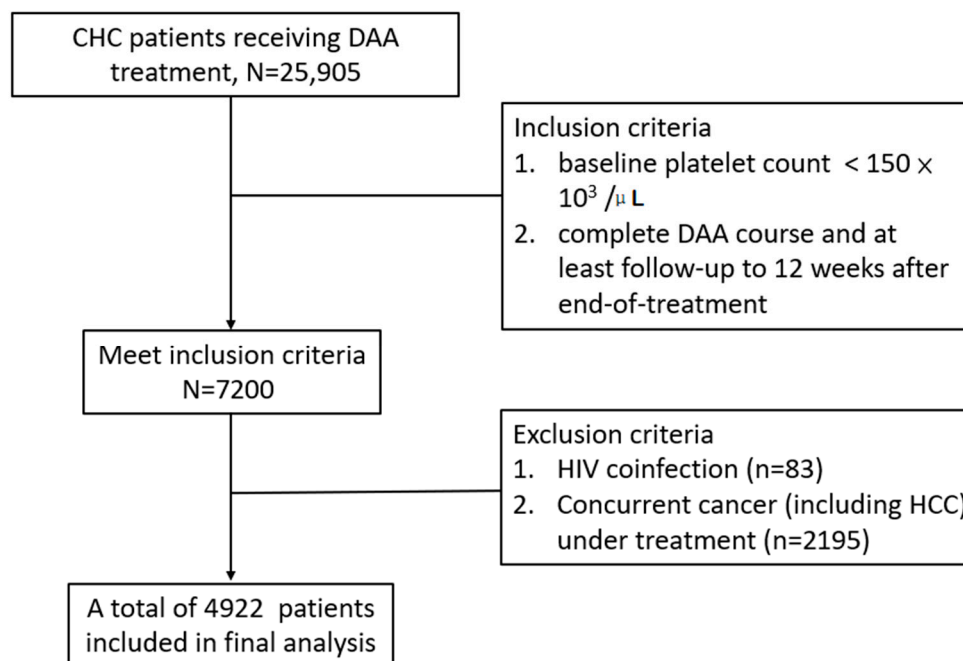 CHC patients receiving DAA
treatment, N=25,905
Inclusion criteria
1. baseline platelet count < 150 ×
10³ /μL
2. complete DAA course and at
least follow-up to 12 weeks after
end-of-treatment
Meet inclusion criteria
N=7200
Exclusion criteria
1. HIV coinfection (n=83)
2. Concurrent cancer (including HCC)
under treatment (n=2195)
A total of 4922 patients
included in final analysis